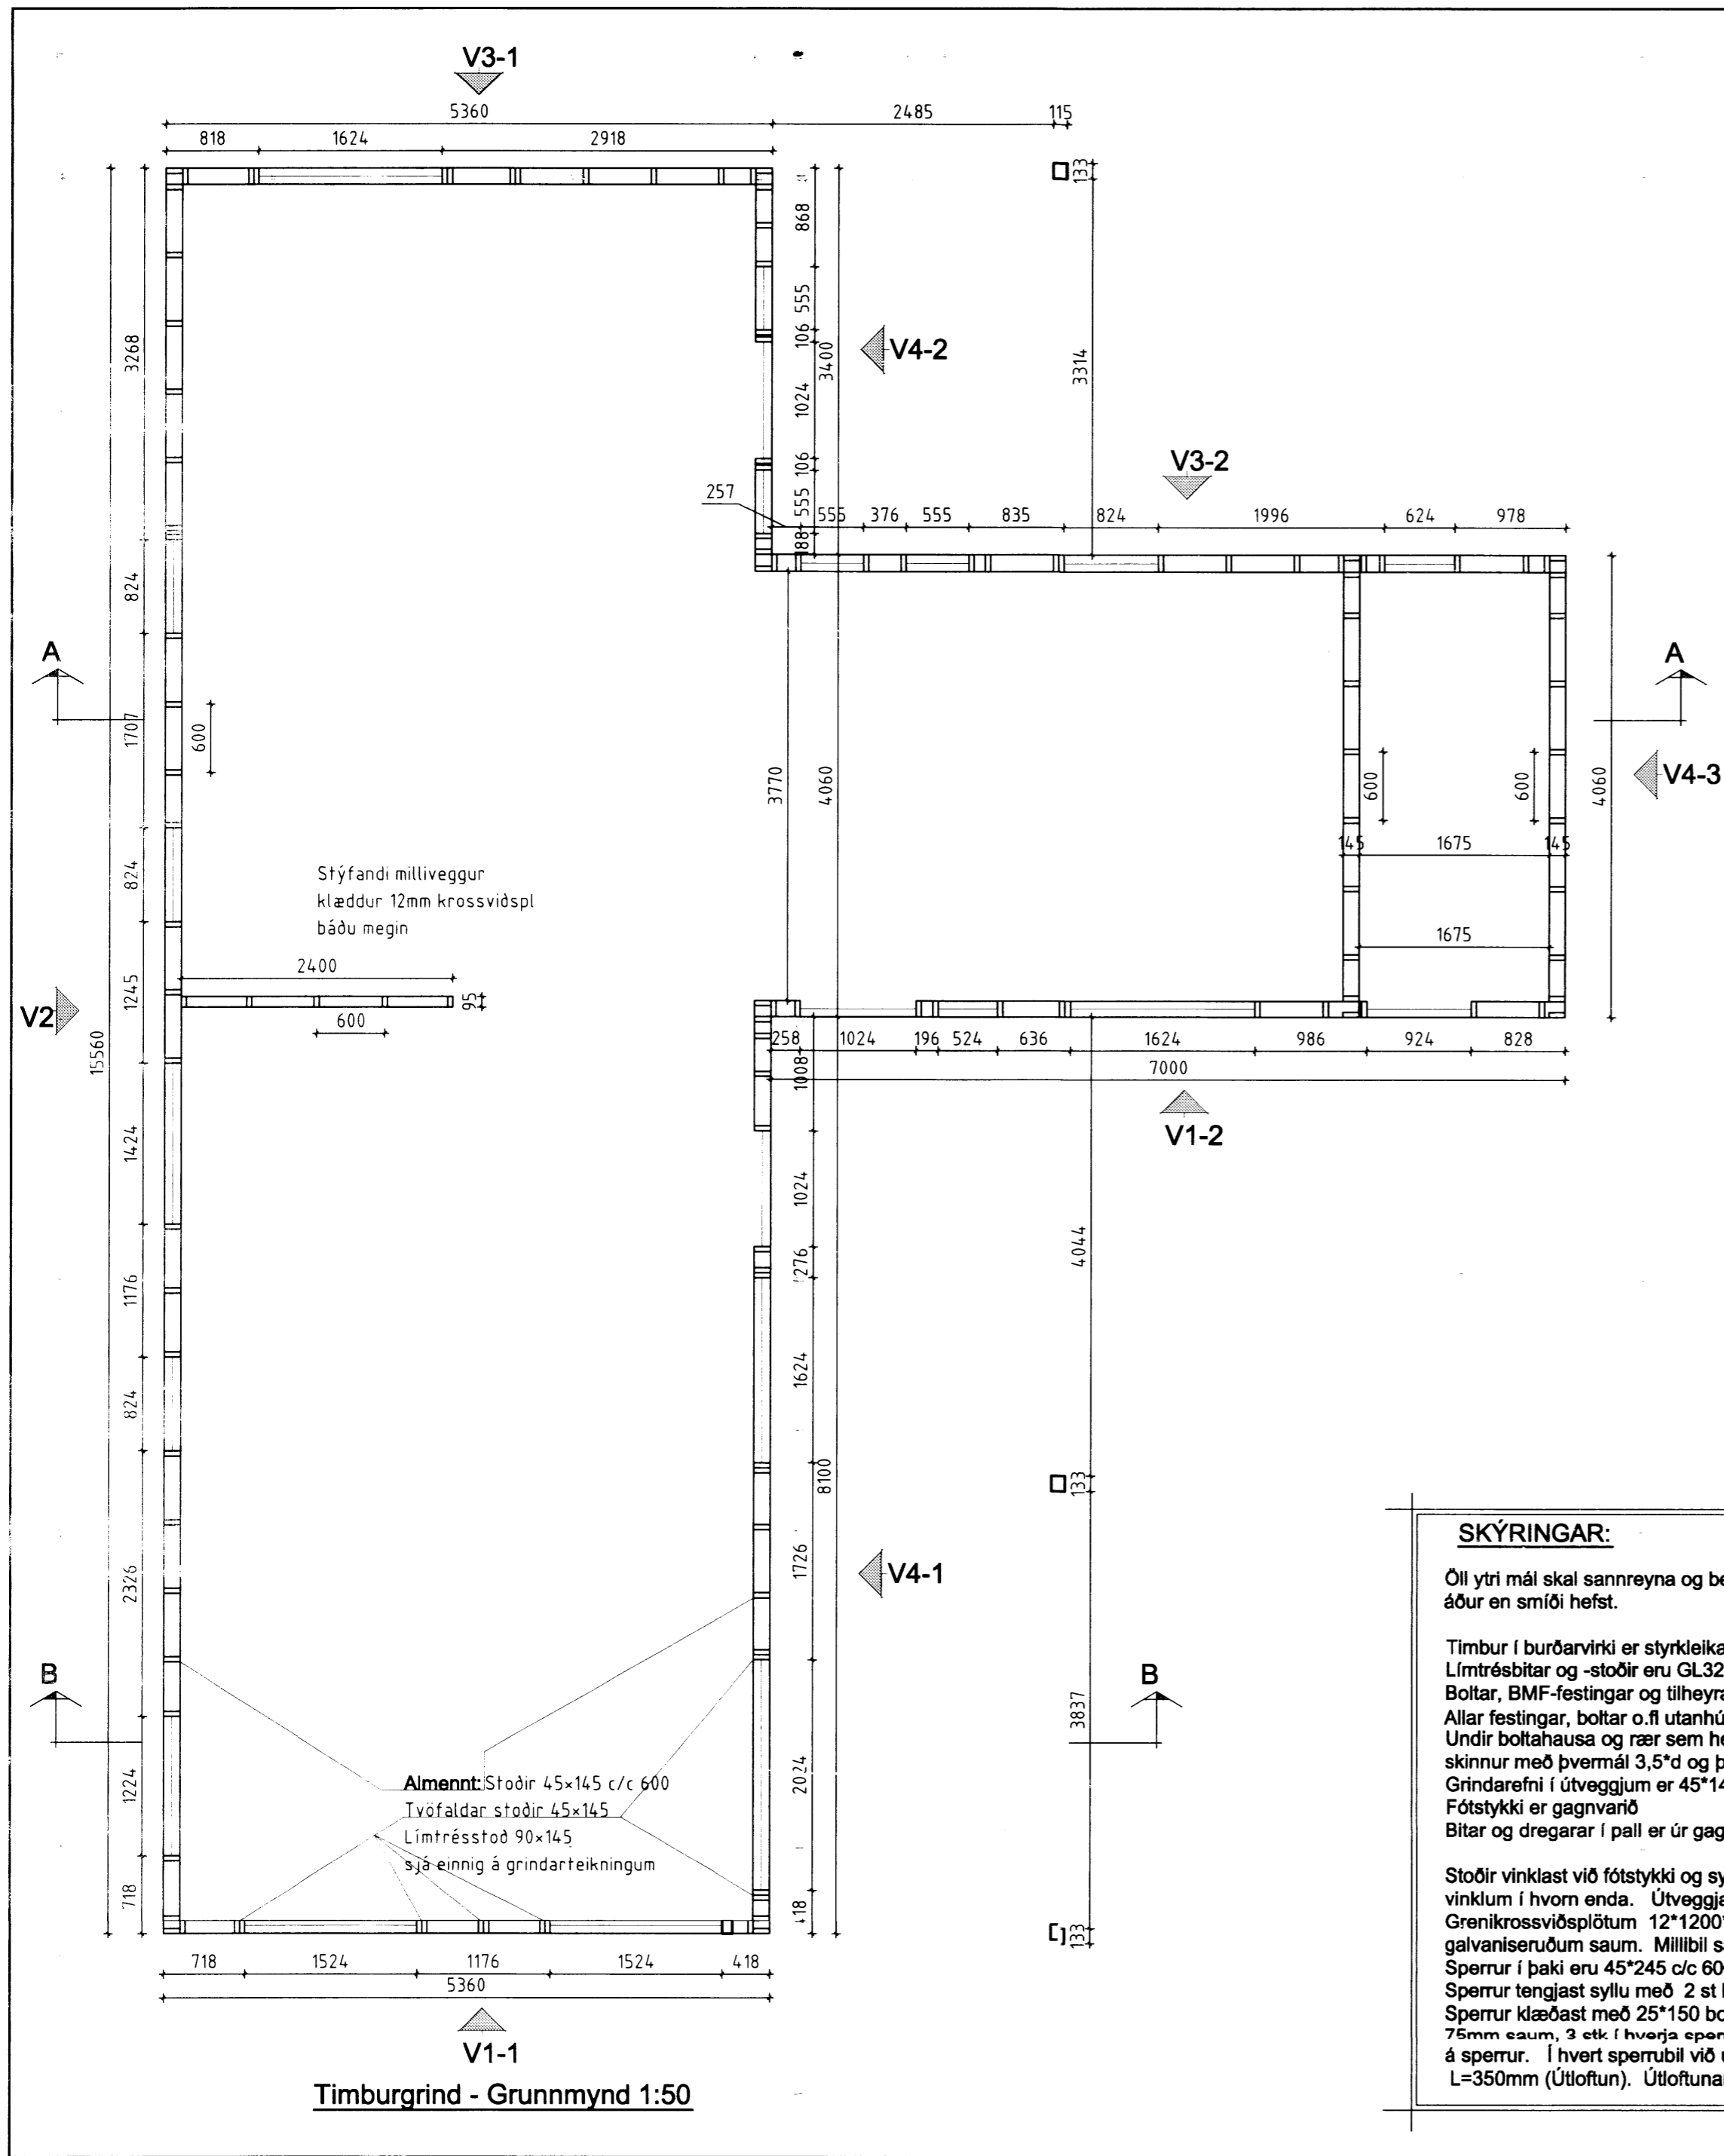 V3-1
5360
2485
115
818
1624
2918
133
868
555
106
3400
1024
106
555
188
V4-2
3314
3268
V3-2
257
555
376
555
835
824
1996
624
978
824
A
A
1707
600
3770
4060
600
600
4060
V4-3
145
1675
145
824
Stýfandi milliveggur
klæddur 12mm krossviðspl
báðu megin
1675
2400
95
1245
V2
600
15560
258
1024
196
524
636
1624
986
924
828
7000
1008
V1-2
1424
1024
4044
276
1176
1624
824
8100
133
2326
1726
V4-1
B
B
3837
1224
2024
Almennt: Stoðir 45×145 c/c 600
Tvöfaldar stoðir 45×145
Límtrésstoð 90×145
sjá einnig á grindarteikningum
718
418
133
718
1524
1176
1524
418
5360
V1-1
Timburgrind - Grunnmynd 1:50
SKÝRINGAR:
Öll ytri mál skal sannreyna og be
áður en smíði hefst.
Timbur í burðarvirki er styrkleika
Límtrésbitar og -stoðir eru GL32
Boltar, BMF-festingar og tilheyra
Allar festingar, boltar o.fl utanhú
Undir boltahausa og rær sem he
skinnur með þvermál 3,5*d og þ
Grindarefni í útveggjum er 45*14
Fótstykki er gagnvarið
Bitar og dregarar í pall er úr gag
Stoðir vinklast við fótstykki og sy
vinklum í hvorn enda. Útveggja
Grenikrossviðsplötum 12*1200*
galvaniseruðum saum. Millibil s
Sperrur í þaki eru 45*245 c/c 60
Sperrur tengjast syllu með 2 st
Sperrur klæðast með 25*150 bo
75mm saum, 3 stk í hverja sper
á sperrur. Í hvert sperrubil við
L=350mm (Útloftun). Útloftuna